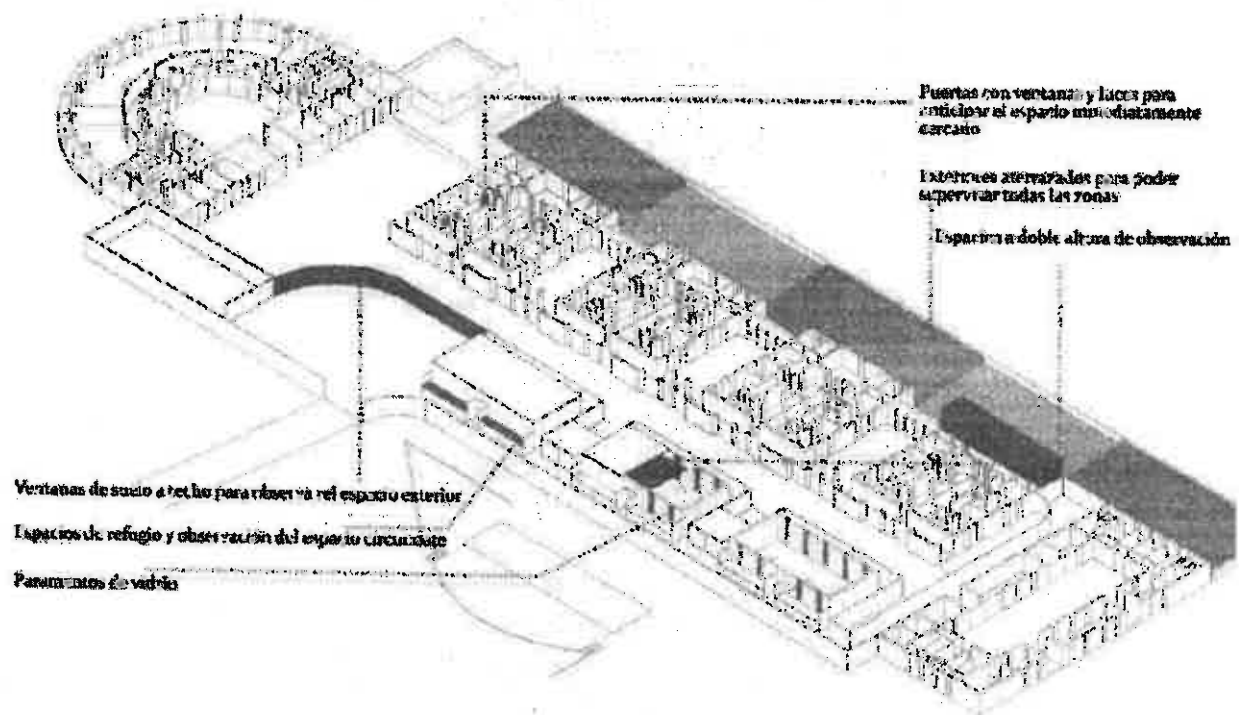 Puertas con ventanas y luces para
anticipar el espacio inmediatamente
cercano
Exteriores aterrazados para poder
supervisar todas las zonas
Espacios a doble altura de observación
Ventanas de suelo a techo para observar el espacio exterior
Espacios de refugio y observación del espacio circundate
Paramentos de vidrio